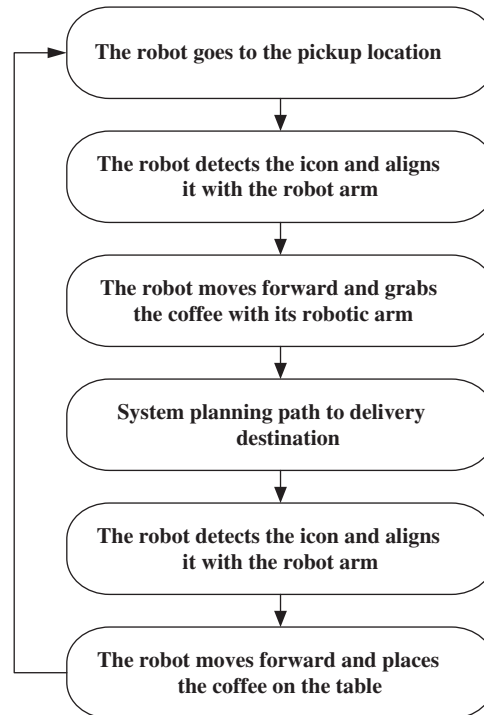 The robot goes to the pickup location
The robot detects the icon and aligns
it with the robot arm
The robot moves forward and grabs
the coffee with its robotic arm
System planning path to delivery
destination
The robot detects the icon and aligns
it with the robot arm
The robot moves forward and places
the coffee on the table